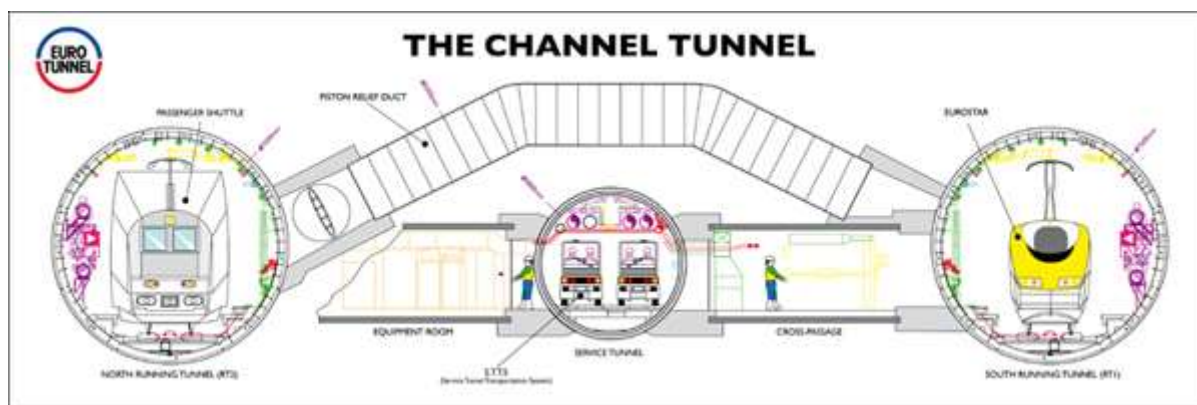 EURO
TUNNEL
THE CHANNEL TUNNEL
PASSENGER SHUTTLE
PISTON RELIEF DUCT
EUROSTAR
EQUIPMENT ROOM
CROSS-PASSAGE
SERVICE TUNNEL
S.T.T.S
(Service Tunnel Transportation System)
NORTH RUNNING TUNNEL (RT2)
SOUTH RUNNING TUNNEL (RT1)